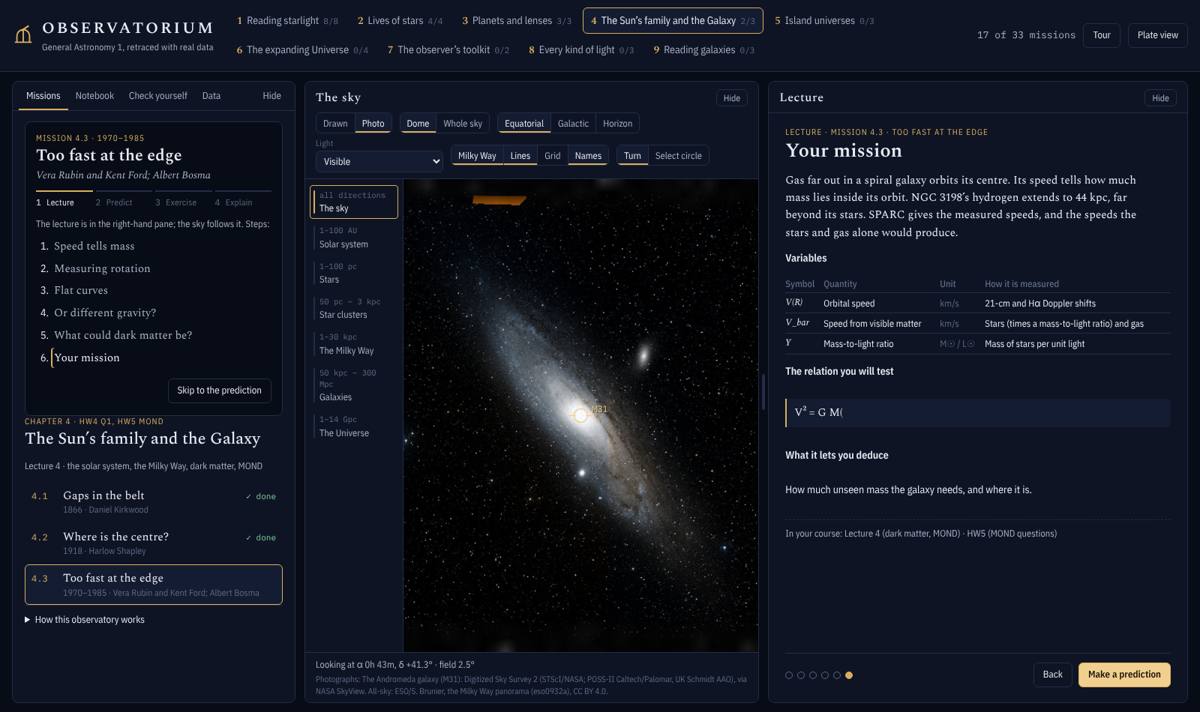 OBSERVATORIUM
General Astronomy 1, retraced with real data
1 Reading starlight 8/8
2 Lives of stars 4/4
3 Planets and lenses 3/3
4 The Sun’s family and the Galaxy 2/3
5 Island universes 0/3
6 The expanding Universe 0/4
7 The observer’s toolkit 0/2
8 Every kind of light 0/3
9 Reading galaxies 0/3
17 of 33 missions
Tour
Plate view
Missions
Notebook
Check yourself
Data
Hide
MISSION 4.3 · 1970–1985
Too fast at the edge
Vera Rubin and Kent Ford; Albert Bosma
1 Lecture
2 Predict
3 Exercise
4 Explain
The lecture is in the right-hand pane; the sky follows it. Steps:
1. Speed tells mass
2. Measuring rotation
3. Flat curves
4. Or different gravity?
5. What could dark matter be?
6. Your mission
Skip to the prediction
CHAPTER 4 · HW4 Q1, HW5 MOND
The Sun’s family and the Galaxy
Lecture 4 · the solar system, the Milky Way, dark matter, MOND
4.1 Gaps in the belt ✓ done
1866 · Daniel Kirkwood
4.2 Where is the centre? ✓ done
1918 · Harlow Shapley
4.3 Too fast at the edge
1970–1985 · Vera Rubin and Kent Ford; Albert Bosma
▶ How this observatory works
The sky
Hide
Drawn
Photo
Dome
Whole sky
Equatorial
Galactic
Horizon
Light
Visible
Milky Way
Lines
Grid
Names
Turn
Select circle
all directions
The sky
1–100 AU
Solar system
1–100 pc
Stars
50 pc – 3 kpc
Star clusters
1–30 kpc
The Milky Way
50 kpc – 300
Mpc
Galaxies
1–14 Gpc
The Universe
M31
Looking at α 0h 43m, δ +41.3° · field 2.5°
Photographs: The Andromeda galaxy (M31): Digitized Sky Survey 2 (STScI/NASA; POSS-II Caltech/Palomar, UK Schmidt AAO), via
NASA SkyView. All-sky: ESO/S. Brunier, the Milky Way panorama (eso0932a), CC BY 4.0.
Lecture
Hide
LECTURE · MISSION 4.3 · TOO FAST AT THE EDGE
Your mission
Gas far out in a spiral galaxy orbits its centre. Its speed tells how much
mass lies inside its orbit. NGC 3198’s hydrogen extends to 44 kpc, far
beyond its stars. SPARC gives the measured speeds, and the speeds the
stars and gas alone would produce.
Variables
Symbol Quantity Unit How it is measured
V(R) Orbital speed km/s 21-cm and Hα Doppler shifts
V_bar Speed from visible matter km/s Stars (times a mass-to-light ratio) and gas
Υ Mass-to-light ratio M☉ / L☉ Mass of stars per unit light
The relation you will test
V² = G M(
What it lets you deduce
How much unseen mass the galaxy needs, and where it is.
In your course: Lecture 4 (dark matter, MOND) · HW5 (MOND questions)
Back
Make a prediction